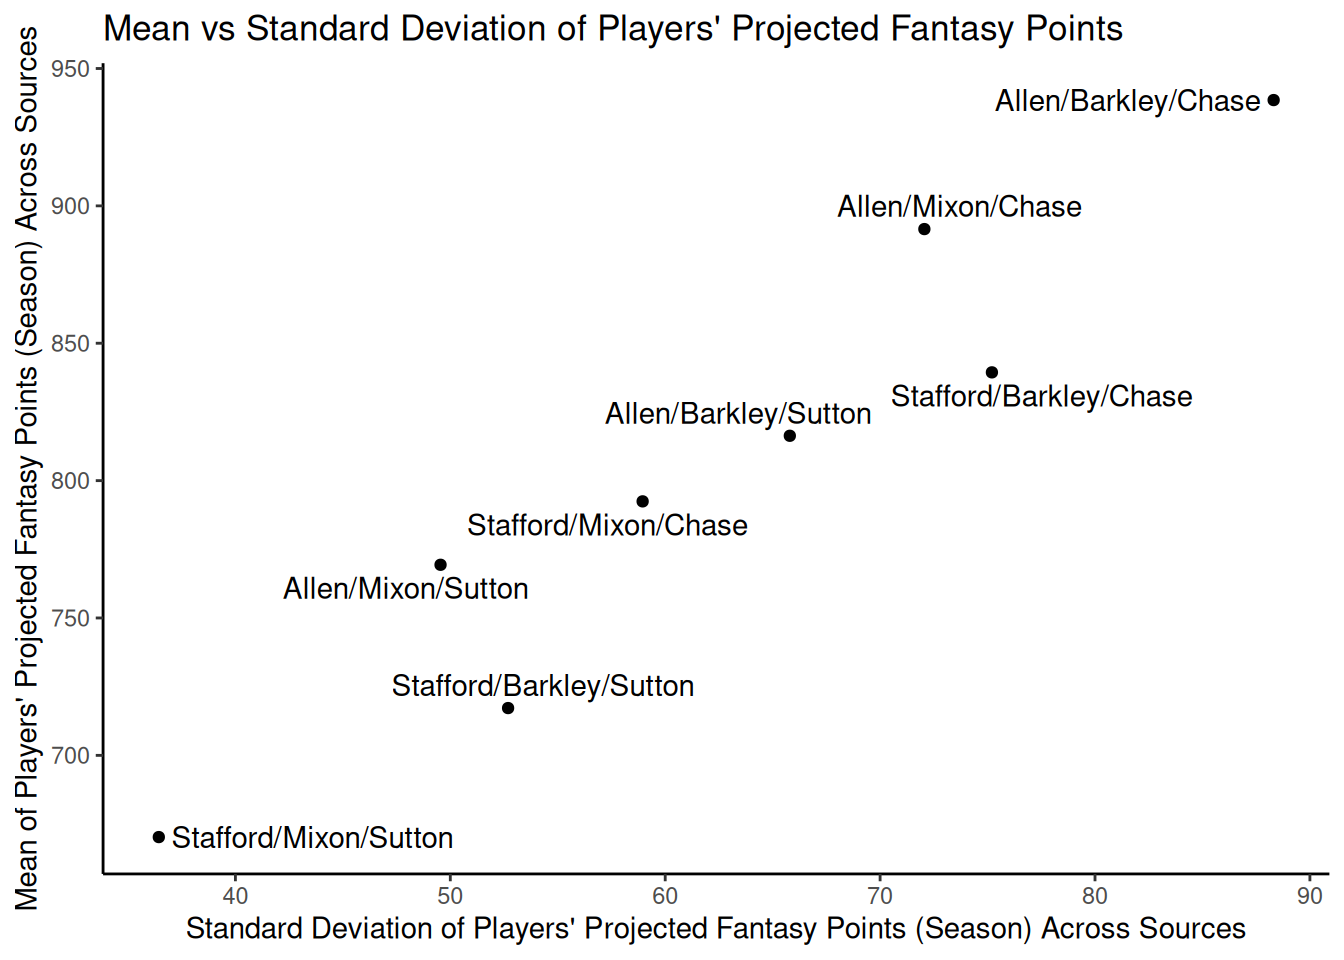 Mean vs Standard Deviation of Players' Projected Fantasy Points
Mean of Players' Projected Fantasy Points (Season) Across Sources
950
900
850
800
750
700
Allen/Barkley/Chase
Allen/Mixon/Chase
Stafford/Barkley/Chase
Allen/Barkley/Sutton
Stafford/Mixon/Chase
Allen/Mixon/Sutton
Stafford/Barkley/Sutton
Stafford/Mixon/Sutton
40 50 60 70 80 90
Standard Deviation of Players' Projected Fantasy Points (Season) Across Sources